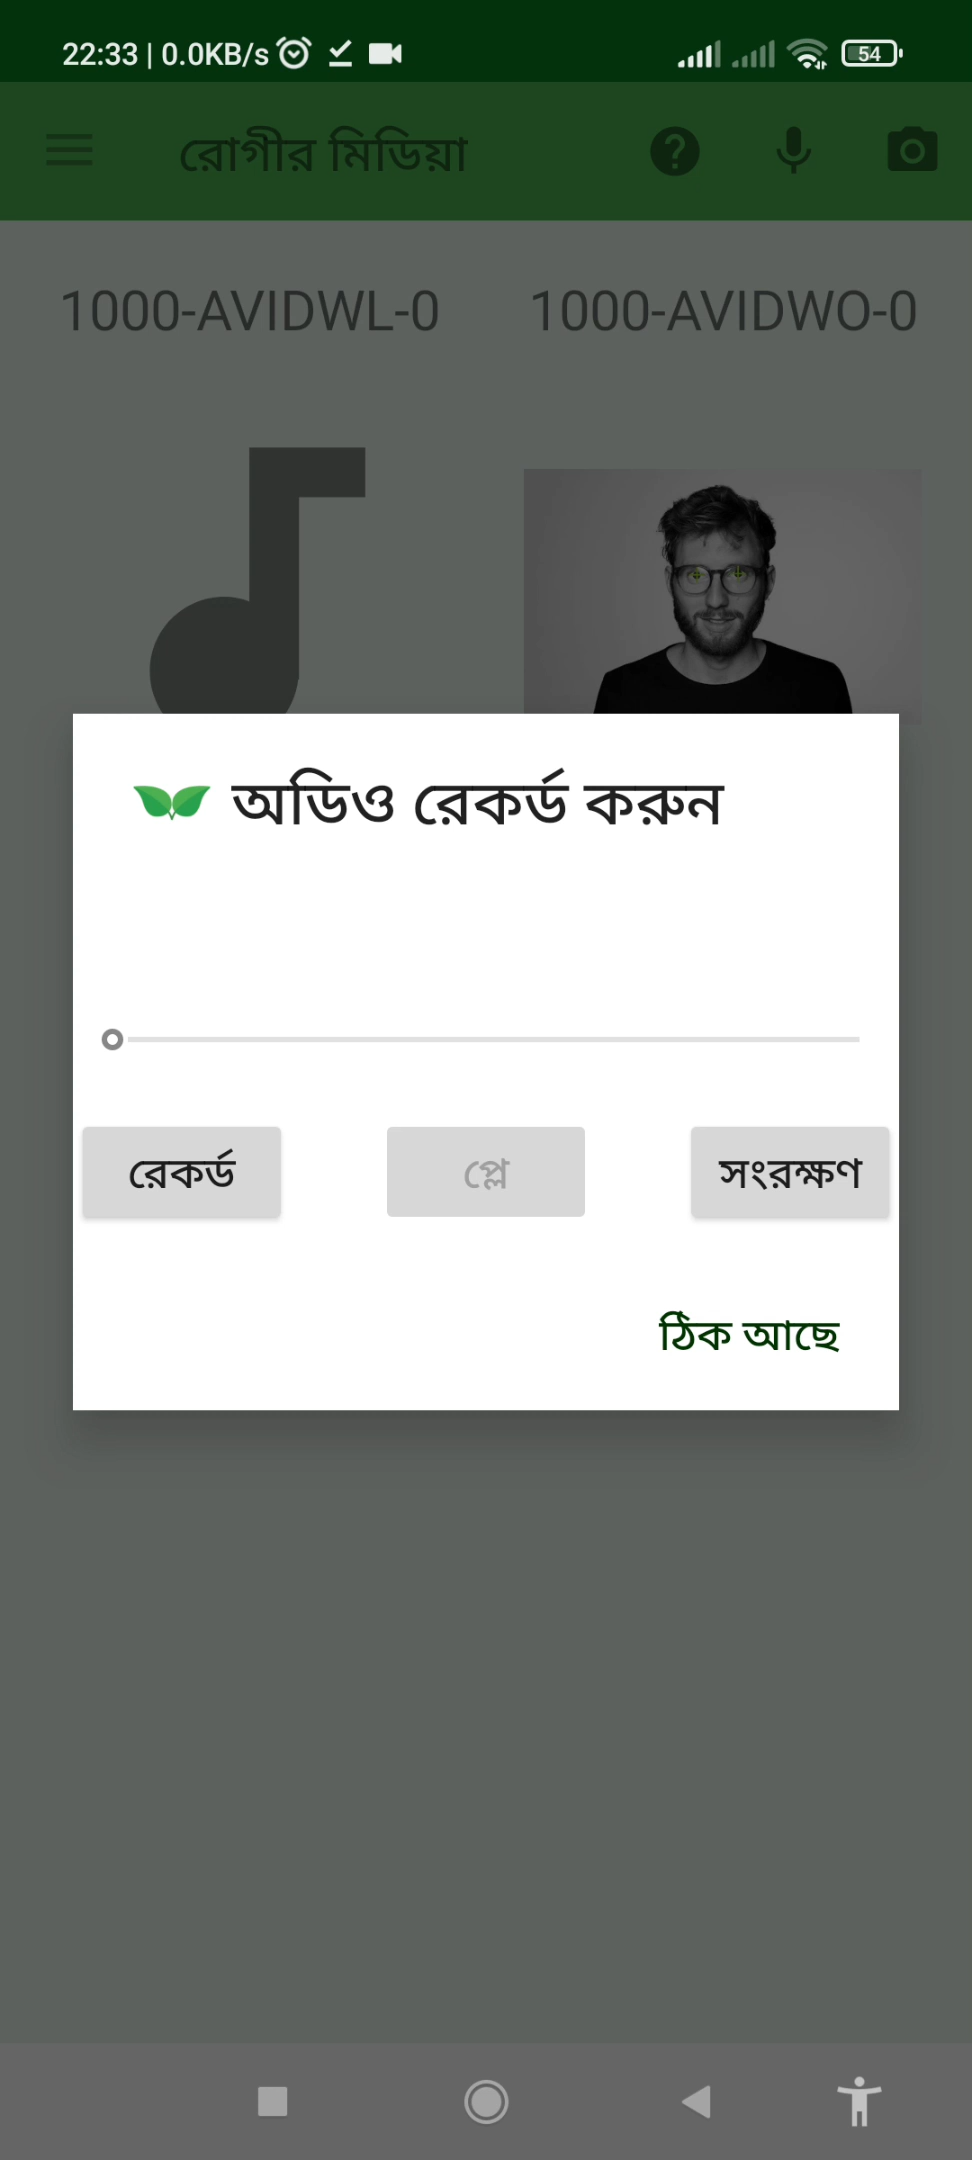 22:33 | 0.0KB/s 54
রোগীর মিডিয়া
1000-AVIDWL-0 1000-AVIDWO-0
অডিও রেকর্ড করুন
রেকর্ড প্লে সংরক্ষণ
ঠিক আছে